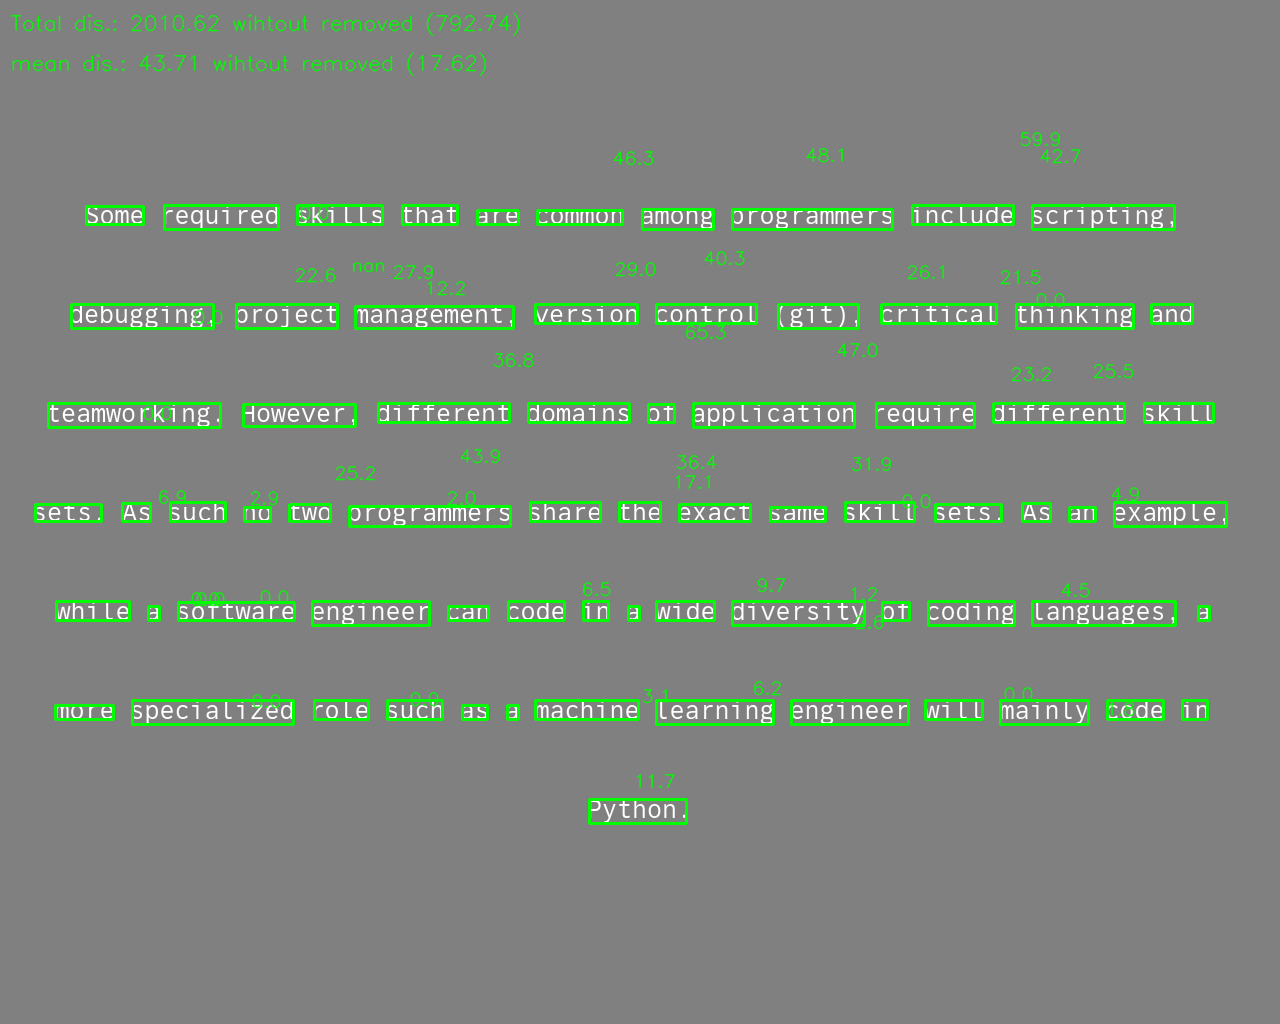 Total dis.: 2010.62 wihtout removed (792.74)
mean dis.: 43.71 wihtout removed (17.62)
59.9
46.3 48.1 42.7
Some required skills that are common among programmers include scripting,
40.3
22.6 nan 27.9 29.0 26.1 21.5
12.2 0.0
debugging, project management, version control (git), critical thinking and
65.3
36.8 47.0
23.2 25.5
teamworking. However, different domains of application require different skill
43.9 36.4 31.9
25.2 17.1
6.9 2.9 2.0 0.0 4.9
sets. As such no two programmers share the exact same skill sets. As an example,
6.5 9.7 4.5
0.0 1.2
while a software engineer can code in a wide diversity of coding languages, a
3.1 6.2 0.0
more specialized role such as a machine learning engineer will mainly code in
11.7
Python.